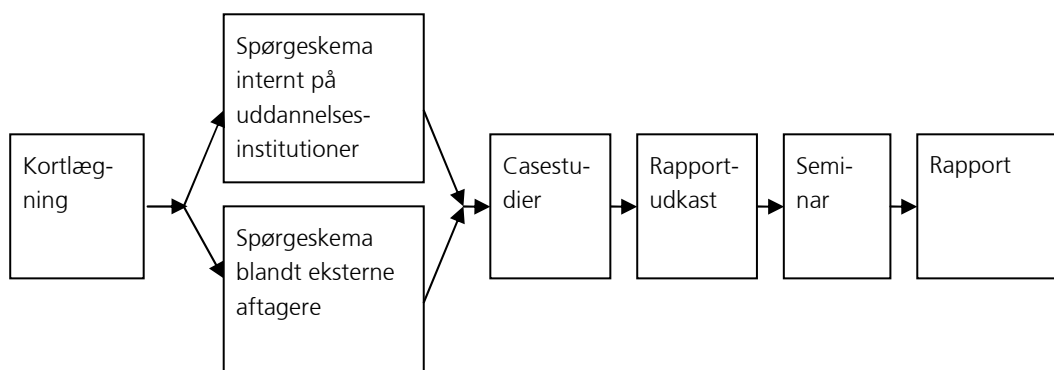 Kortlæg-
ning
Spørgeskema
internt på
uddannelses-
institutioner
Spørgeskema
blandt eksterne
aftagere
Casestu-
dier
Rapport-
udkast
Semi-
nar
Rapport